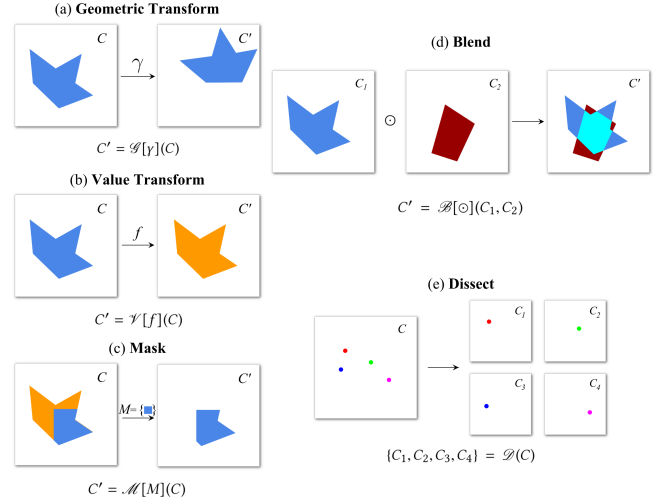 (a) Geometric Transform
C
γ
C′
C′ = 𝒢[γ](C)
(b) Value Transform
C
f
C′
C′ = 𝒱[f](C)
(c) Mask
C
M= { }
C′
C′ = ℳ[M](C)
(d) Blend
C₁
⊙
C₂
C′
C′ = ℬ[⊙](C₁, C₂)
(e) Dissect
C
C₁
C₂
C₃
C₄
{C₁, C₂, C₃, C₄} = 𝒟(C)